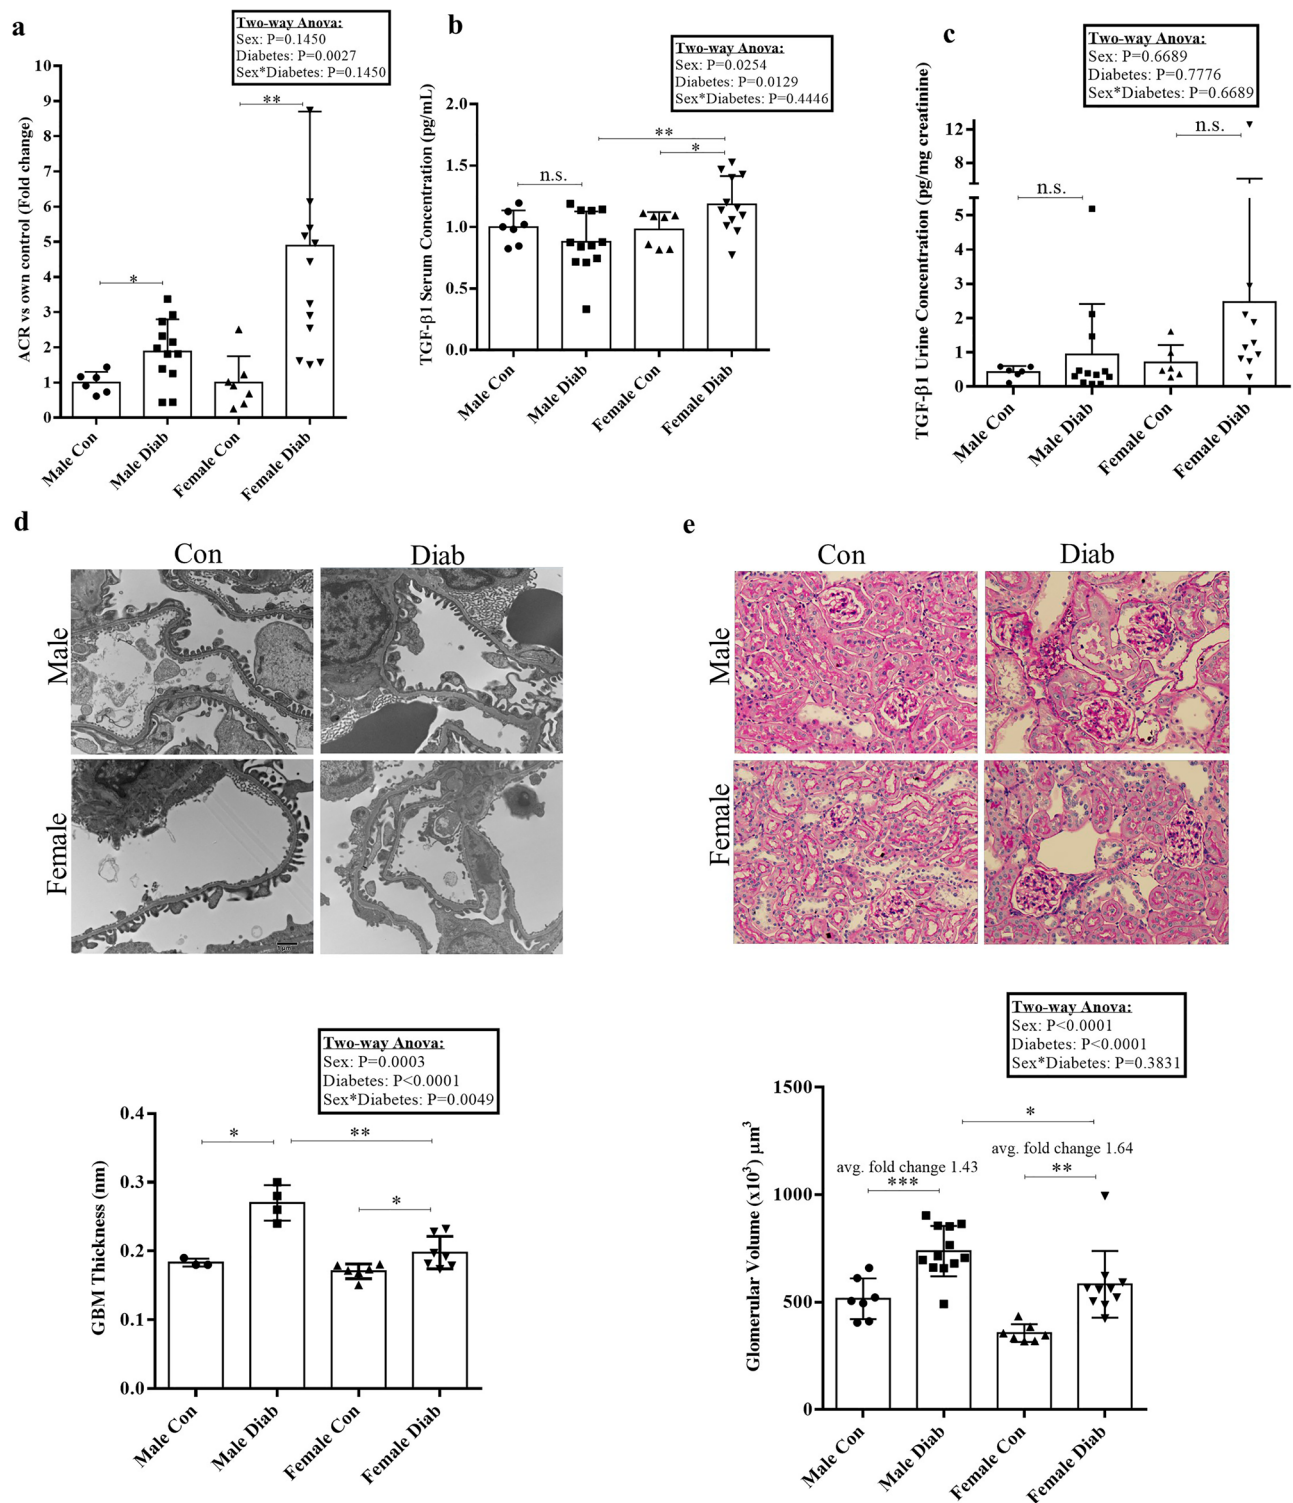 a
Two-way Anova:
Sex: P=0.1450
Diabetes: P=0.0027
Sex*Diabetes: P=0.1450
ACR vs own control (Fold change)
10
9
8
7
6
5
4
3
2
1
0
*
**
Male Con
Male Diab
Female Con
Female Diab
b
Two-way Anova:
Sex: P=0.0254
Diabetes: P=0.0129
Sex*Diabetes: P=0.4446
TGF-β1 Serum Concentration (pg/mL)
2.0
1.5
1.0
0.5
0.0
n.s.
**
*
Male Con
Male Diab
Female Con
Female Diab
c
Two-way Anova:
Sex: P=0.6689
Diabetes: P=0.7776
Sex*Diabetes: P=0.6689
TGF-β1 Urine Concentration (pg/mg creatinine)
12
8
5
4
3
2
1
0
n.s.
n.s.
Male Con
Male Diab
Female Con
Female Diab
d
Con
Diab
Male
Female
Two-way Anova:
Sex: P=0.0003
Diabetes: P<0.0001
Sex*Diabetes: P=0.0049
GBM Thickness (nm)
0.4
0.3
0.2
0.1
0.0
*
**
*
Male Con
Male Diab
Female Con
Female Diab
e
Con
Diab
Male
Female
Two-way Anova:
Sex: P<0.0001
Diabetes: P<0.0001
Sex*Diabetes: P=0.3831
Glomerular Volume (x10³) μm³
1500
1000
500
0
*
avg. fold change 1.64
avg. fold change 1.43
***
**
Male Con
Male Diab
Female Con
Female Diab